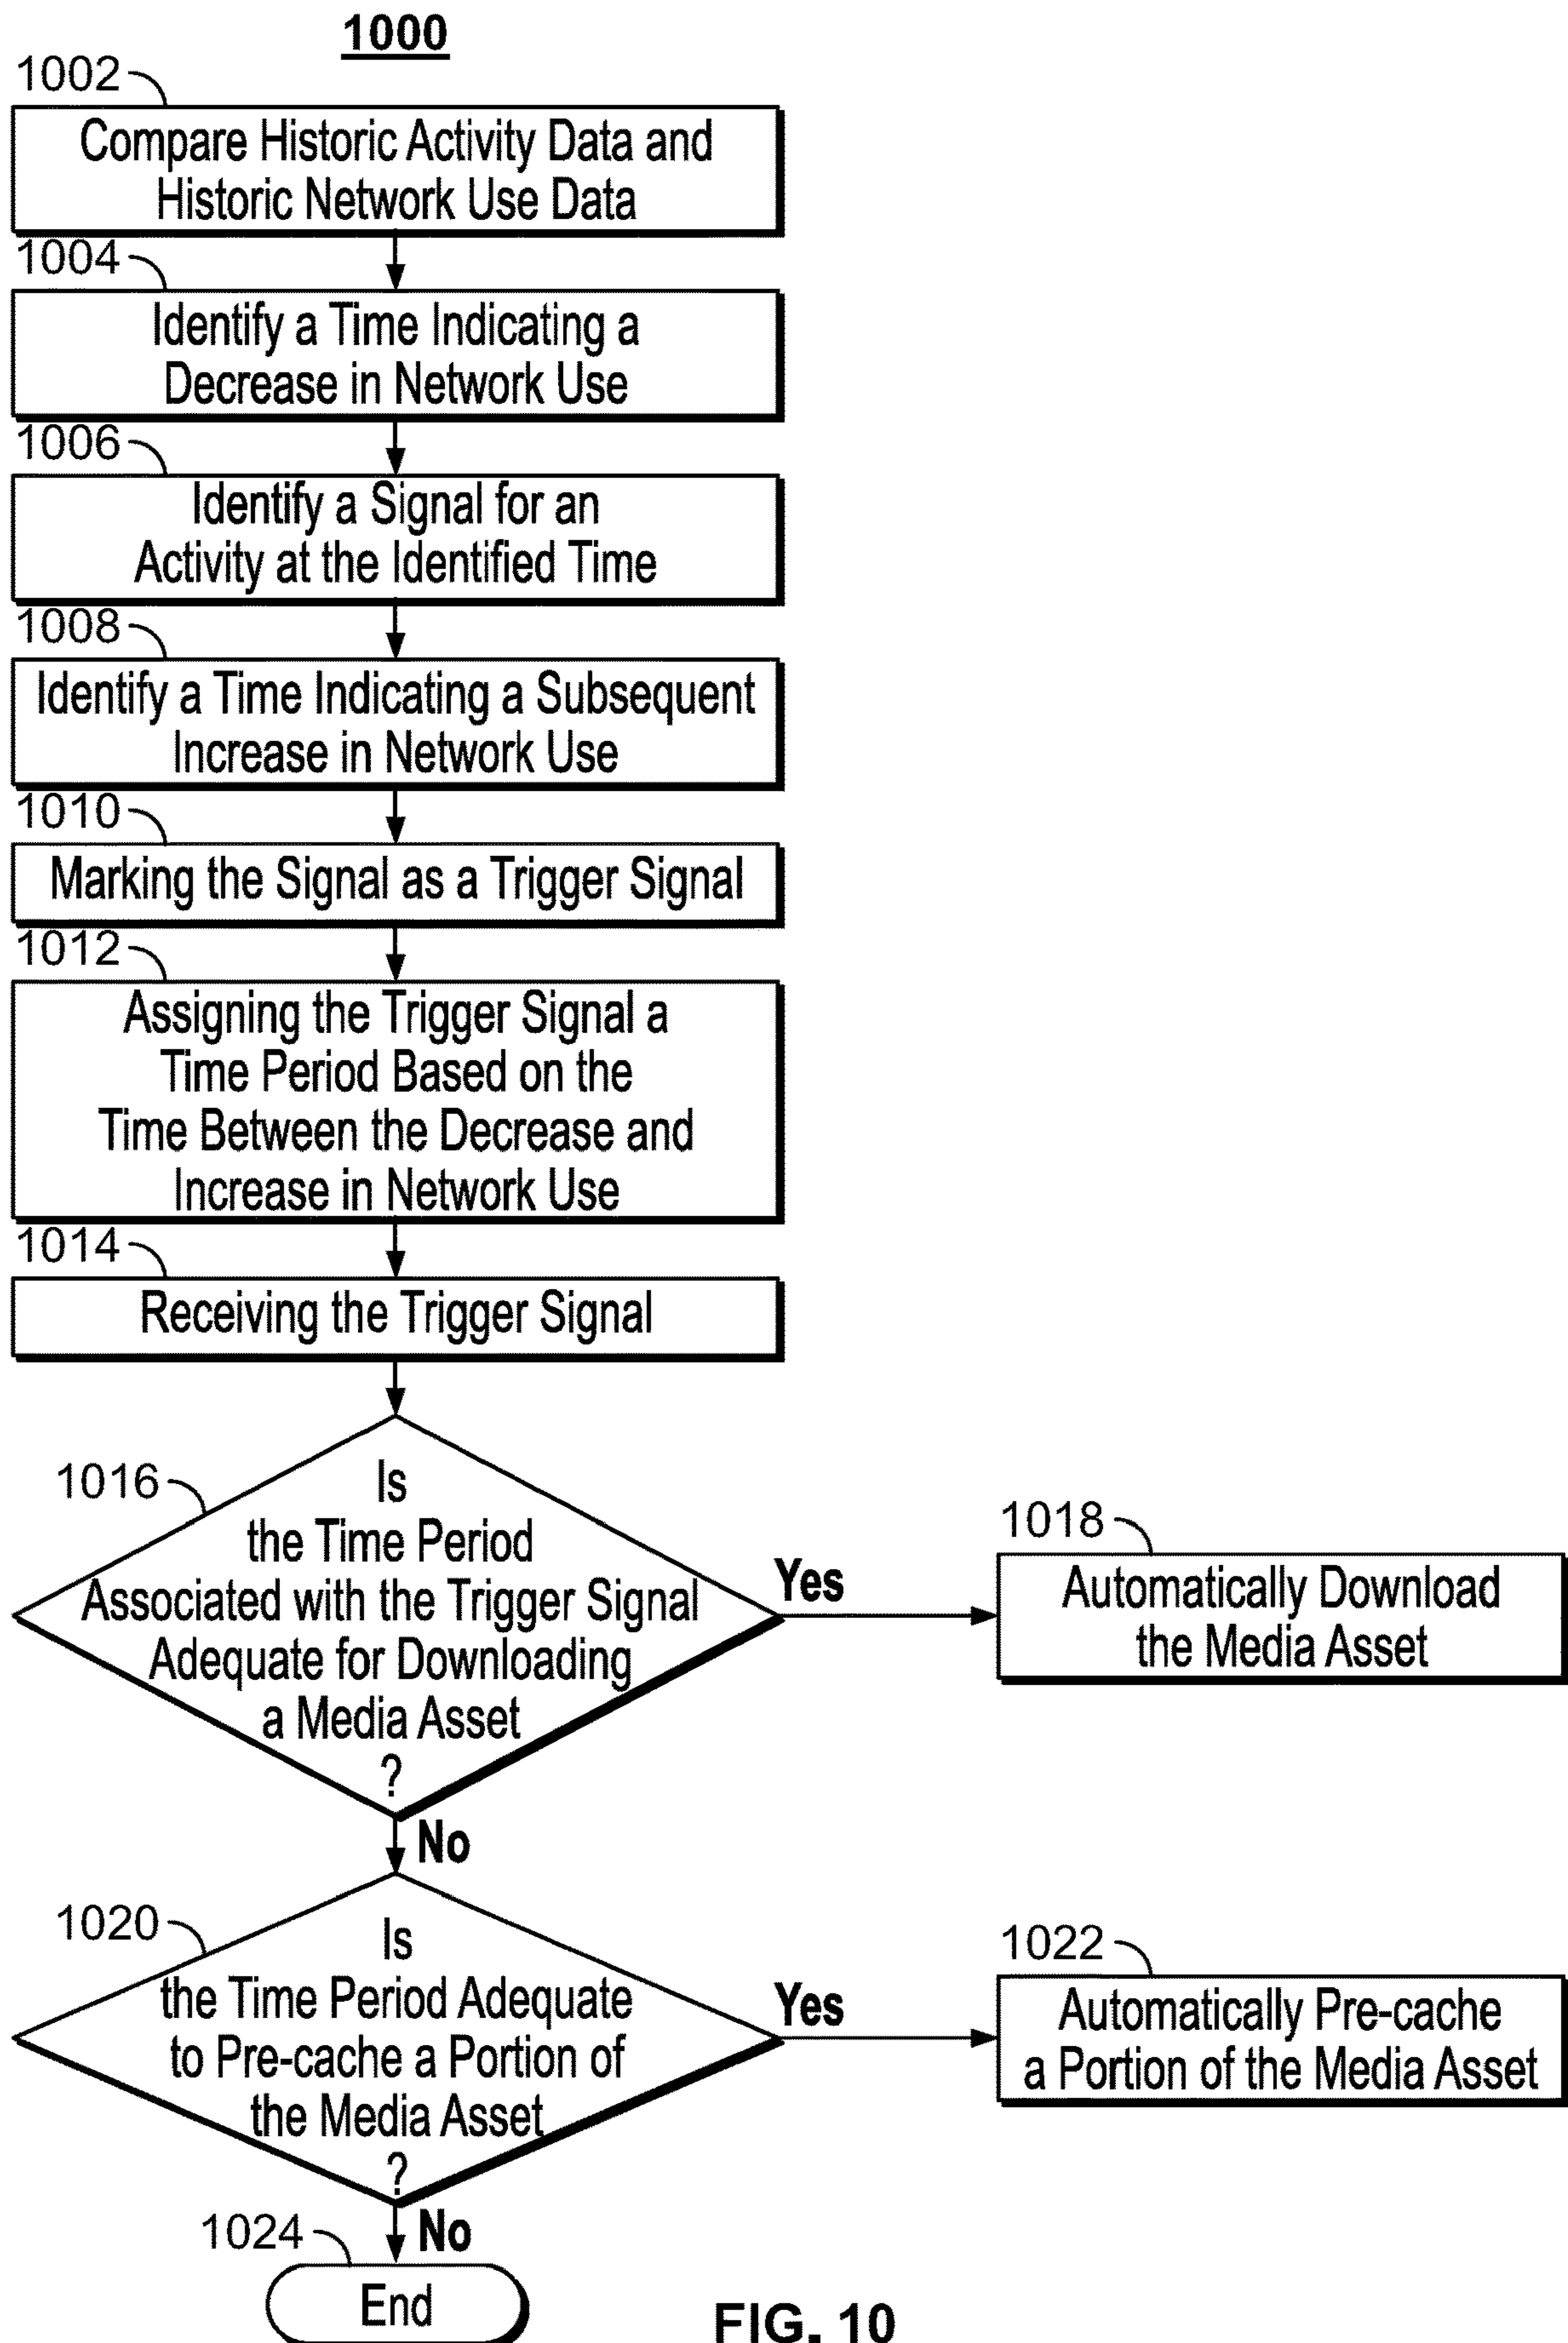 1000
1002
Compare Historic Activity Data and
Historic Network Use Data
1004
Identify a Time Indicating a
Decrease in Network Use
1006
Identify a Signal for an
Activity at the Identified Time
1008
Identify a Time Indicating a Subsequent
Increase in Network Use
1010
Marking the Signal as a Trigger Signal
1012
Assigning the Trigger Signal a
Time Period Based on the
Time Between the Decrease and
Increase in Network Use
1014
Receiving the Trigger Signal
1016
Is
the Time Period
Associated with the Trigger Signal
Adequate for Downloading
a Media Asset
?
Yes
1018
Automatically Download
the Media Asset
No
1020
Is
the Time Period Adequate
to Pre-cache a Portion of
the Media Asset
?
Yes
1022
Automatically Pre-cache
a Portion of the Media Asset
No
1024
End
FIG. 10